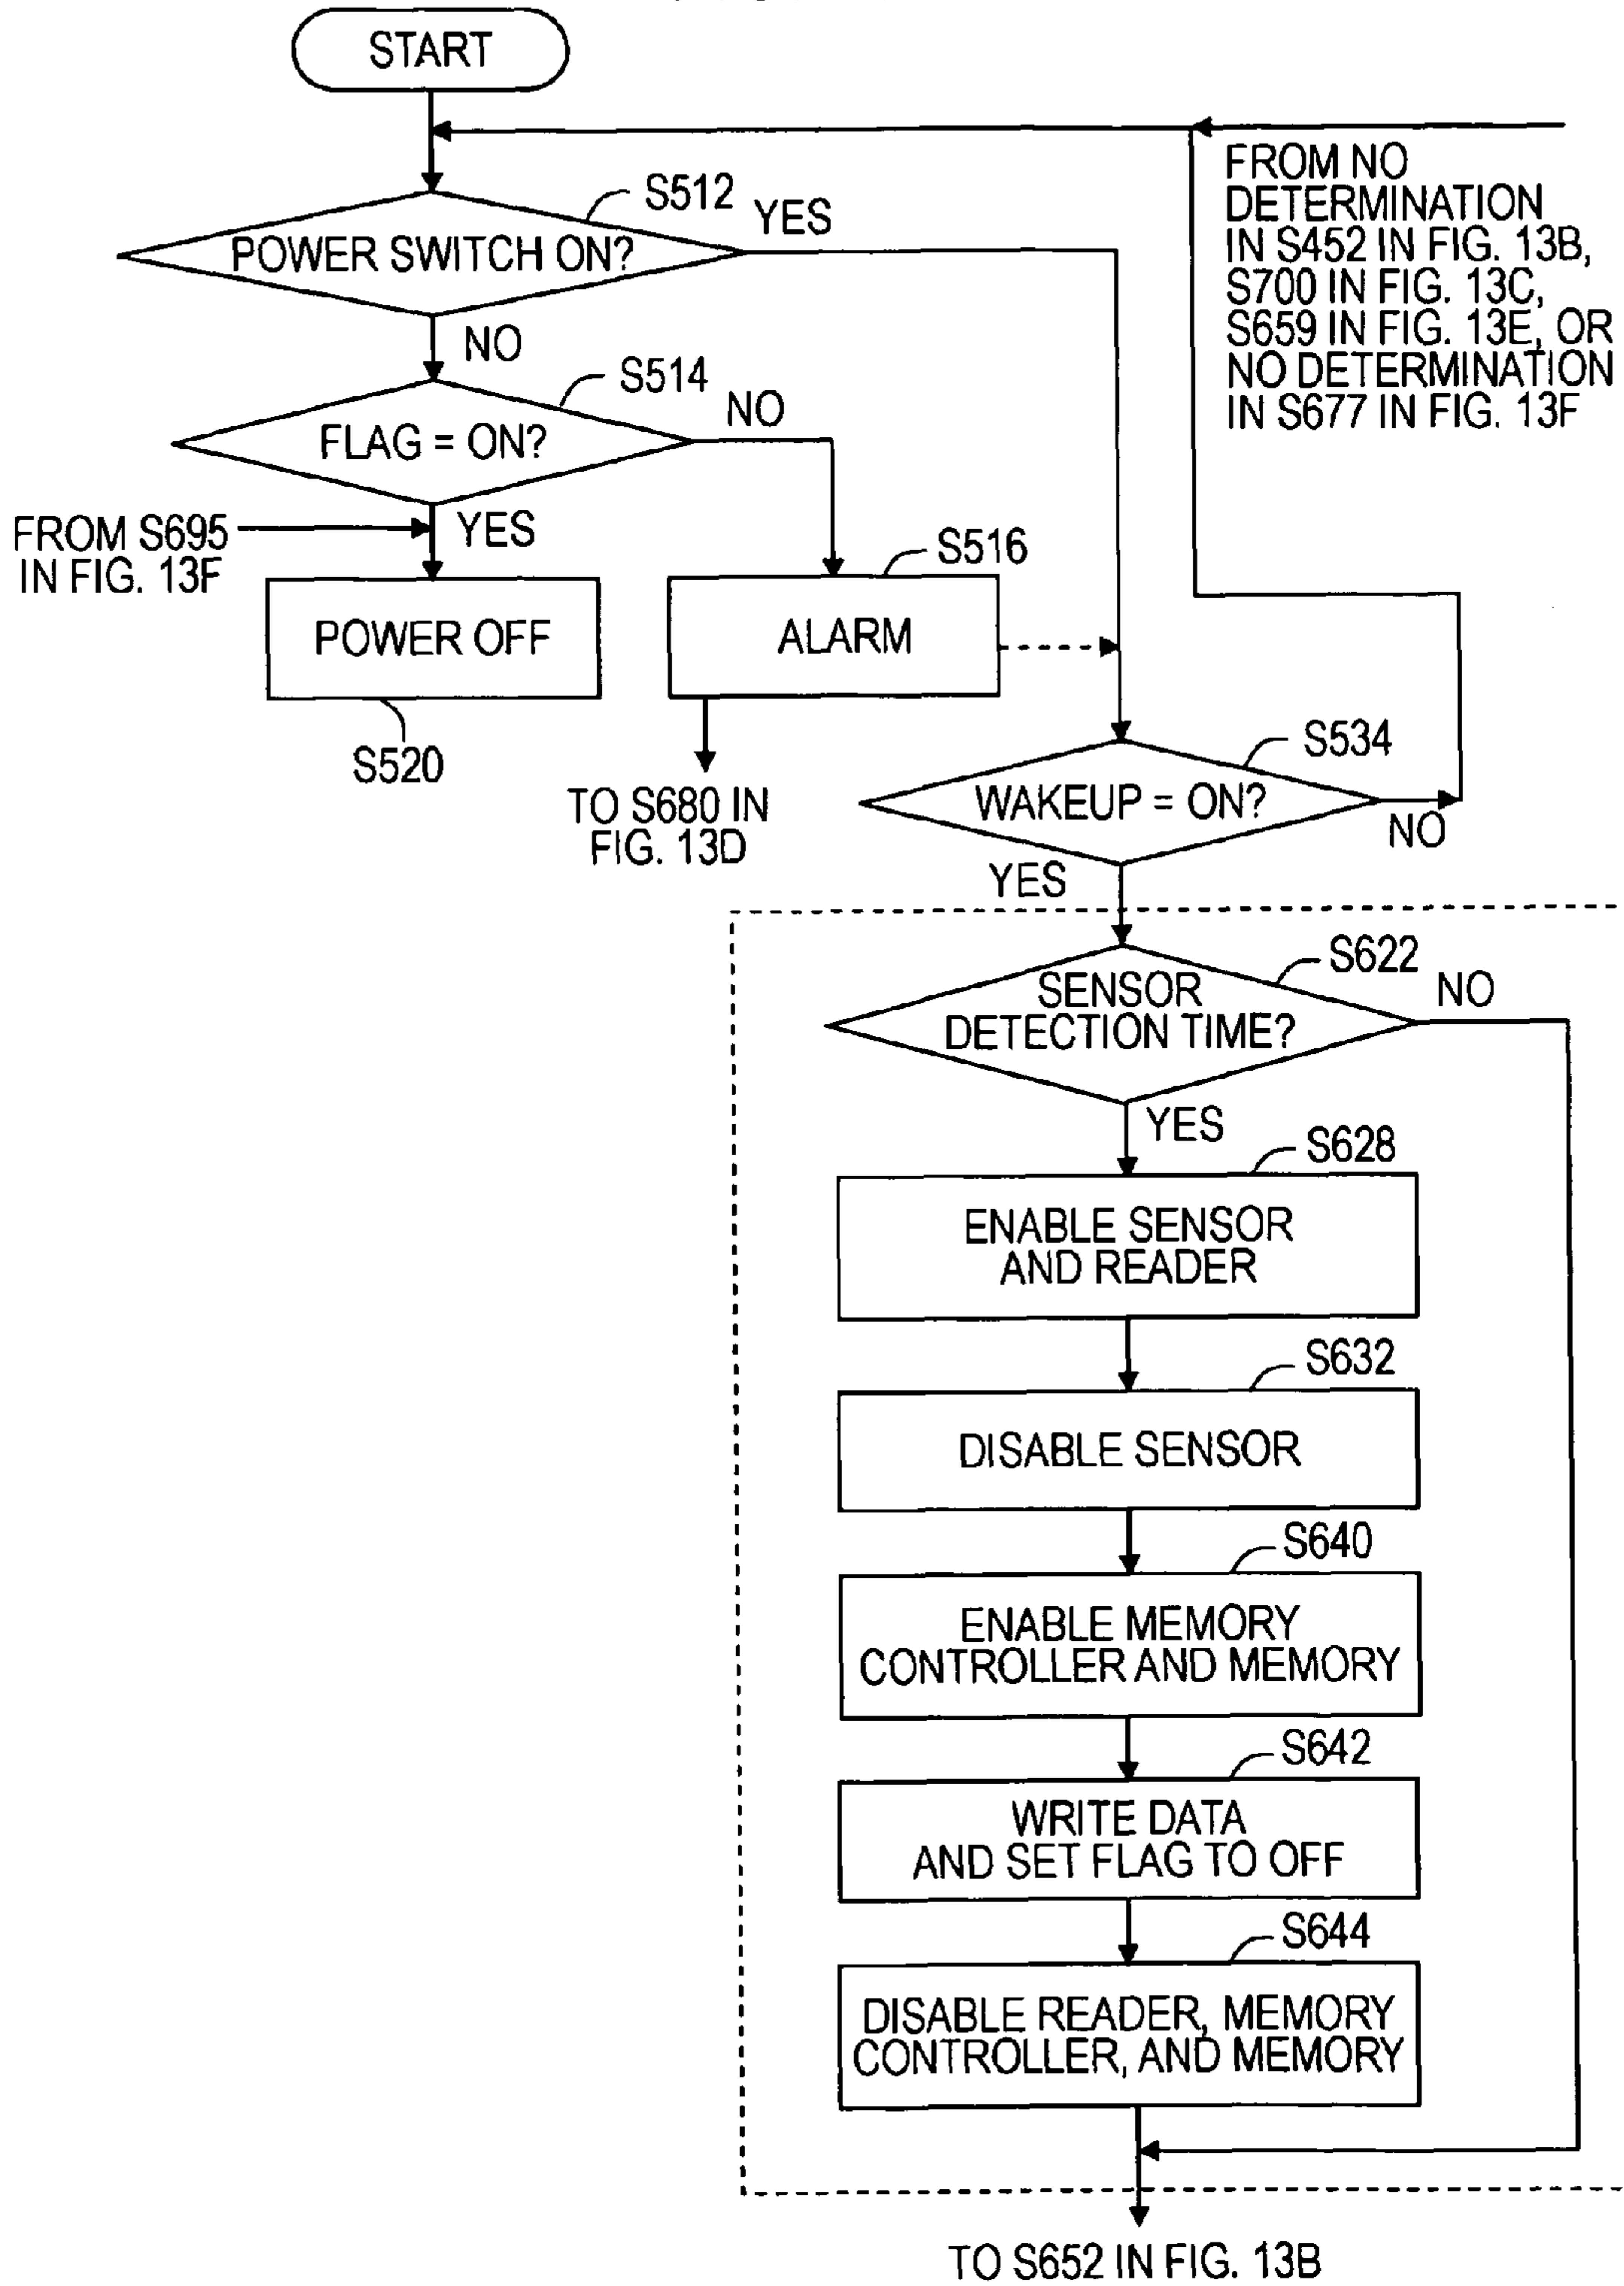 START
FROM NO
DETERMINATION
IN S452 IN FIG. 13B,
S700 IN FIG. 13C,
S659 IN FIG. 13E, OR
NO DETERMINATION
IN S677 IN FIG. 13F
S512
YES
POWER SWITCH ON?
NO
S514
NO
FLAG = ON?
FROM S695
IN FIG. 13F
YES
S516
POWER OFF
ALARM
S520
TO S680 IN
FIG. 13D
S534
WAKEUP = ON?
NO
YES
S622
SENSOR
DETECTION TIME?
NO
YES
S628
ENABLE SENSOR
AND READER
S632
DISABLE SENSOR
S640
ENABLE MEMORY
CONTROLLER AND MEMORY
S642
WRITE DATA
AND SET FLAG TO OFF
S644
DISABLE READER, MEMORY
CONTROLLER, AND MEMORY
TO S652 IN FIG. 13B